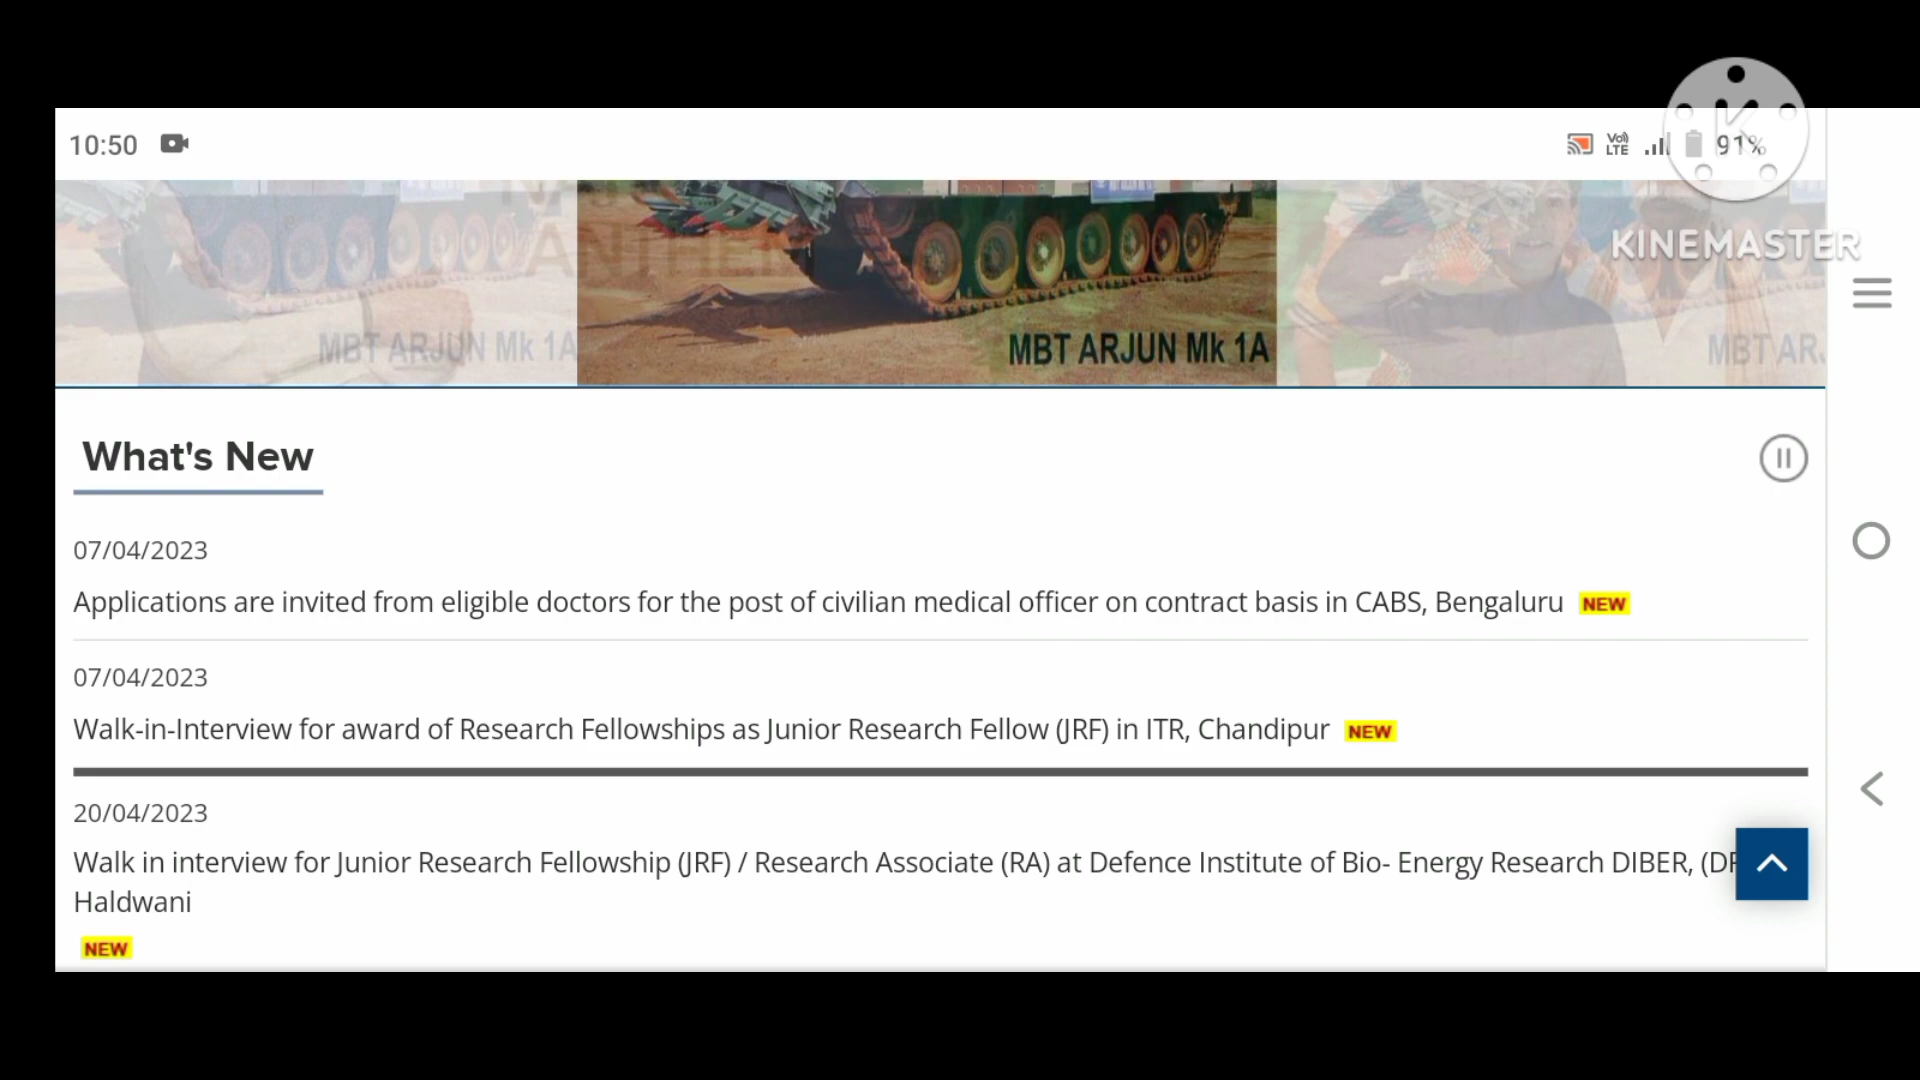 10:50
Vo))
LTE
91%
KINEMASTER
ANTHE
MBT ARJUN Mk 1A
MBT ARJUN Mk 1A
MBT AR
What's New
07/04/2023
Applications are invited from eligible doctors for the post of civilian medical officer on contract basis in CABS, Bengaluru NEW
07/04/2023
Walk-in-Interview for award of Research Fellowships as Junior Research Fellow (JRF) in ITR, Chandipur NEW
20/04/2023
Walk in interview for Junior Research Fellowship (JRF) / Research Associate (RA) at Defence Institute of Bio- Energy Research DIBER, (DR
Haldwani
NEW